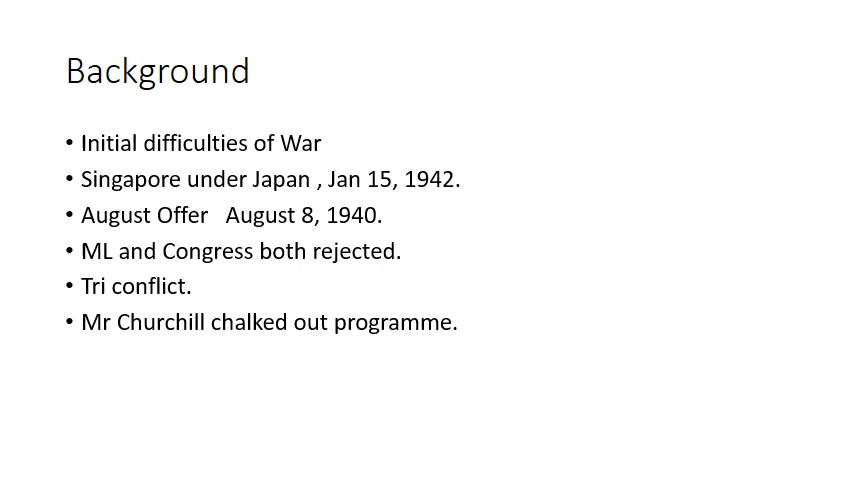 Background
• Initial difficulties of War
• Singapore under Japan , Jan 15, 1942.
• August Offer   August 8, 1940.
• ML and Congress both rejected.
• Tri conflict.
• Mr Churchill chalked out programme.